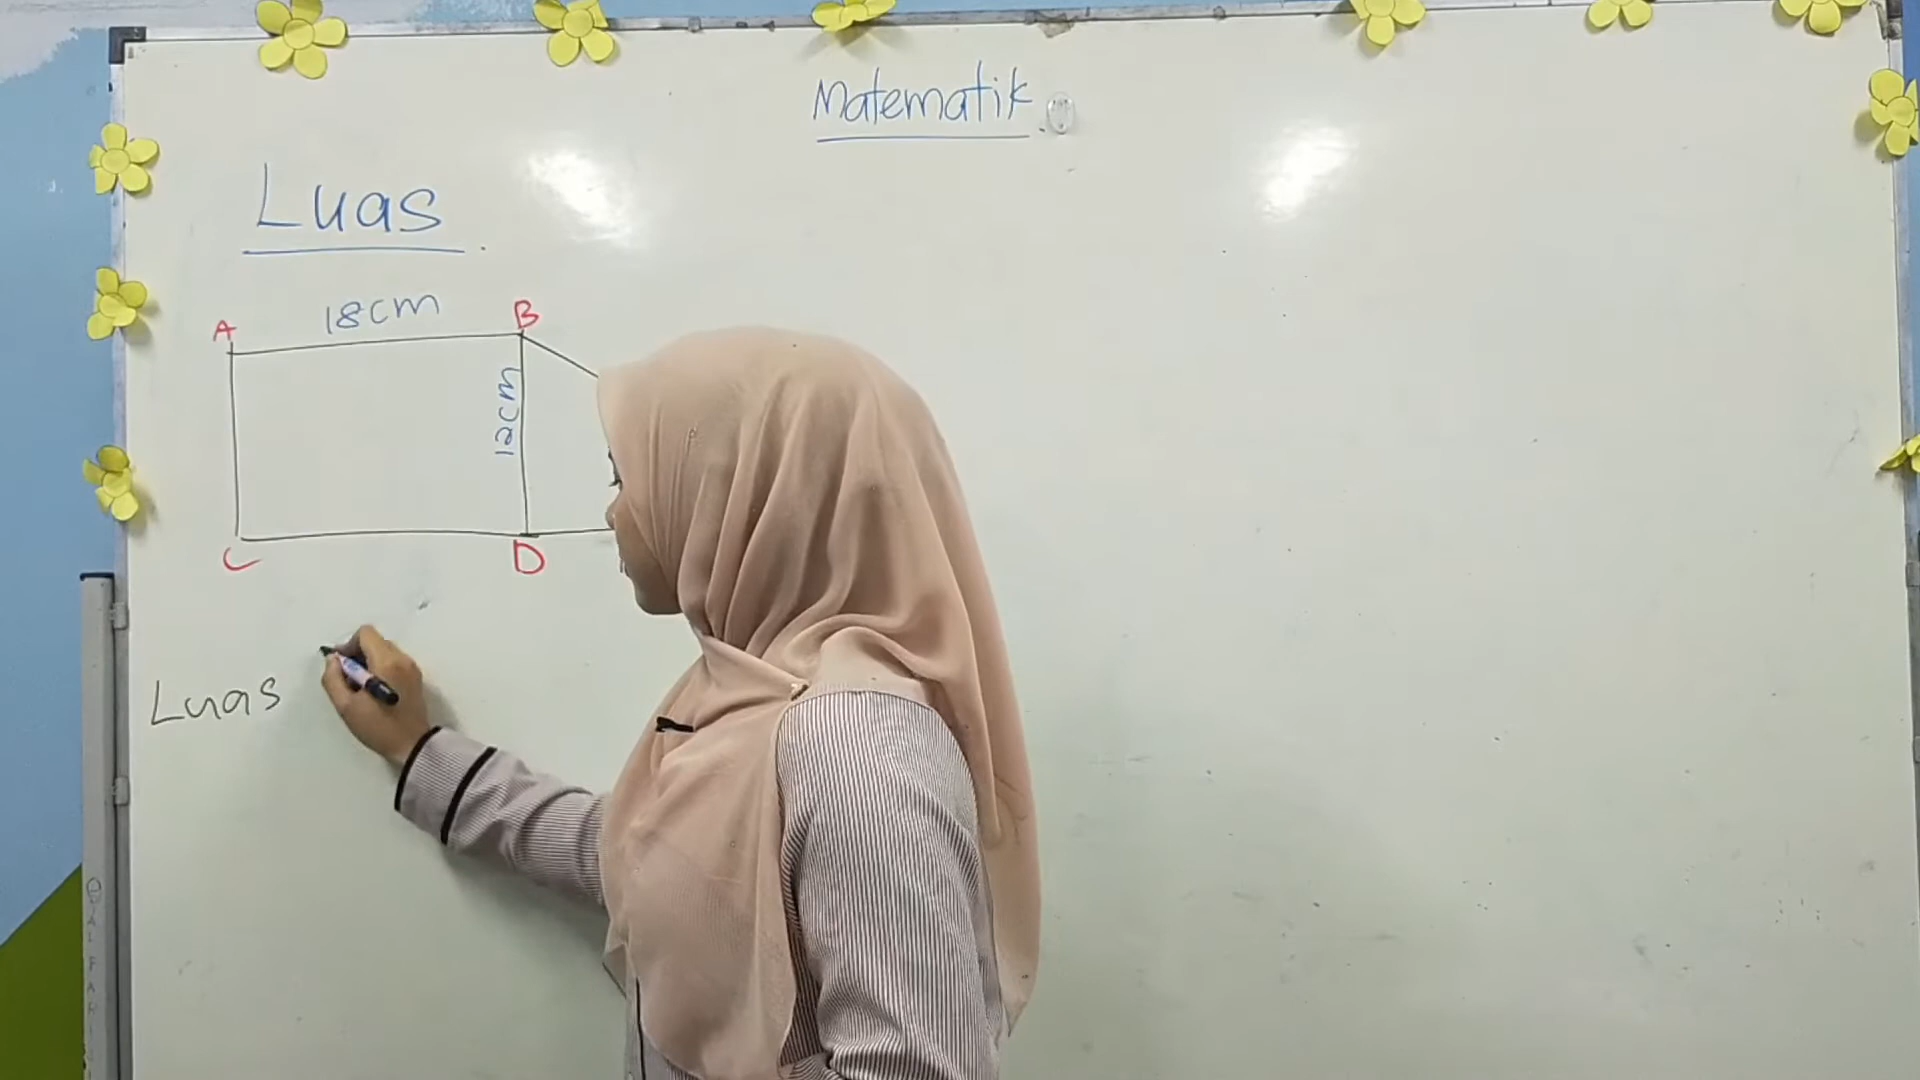 Matematik.
Luas
18cm
A
B
12cm
C
D
Luas